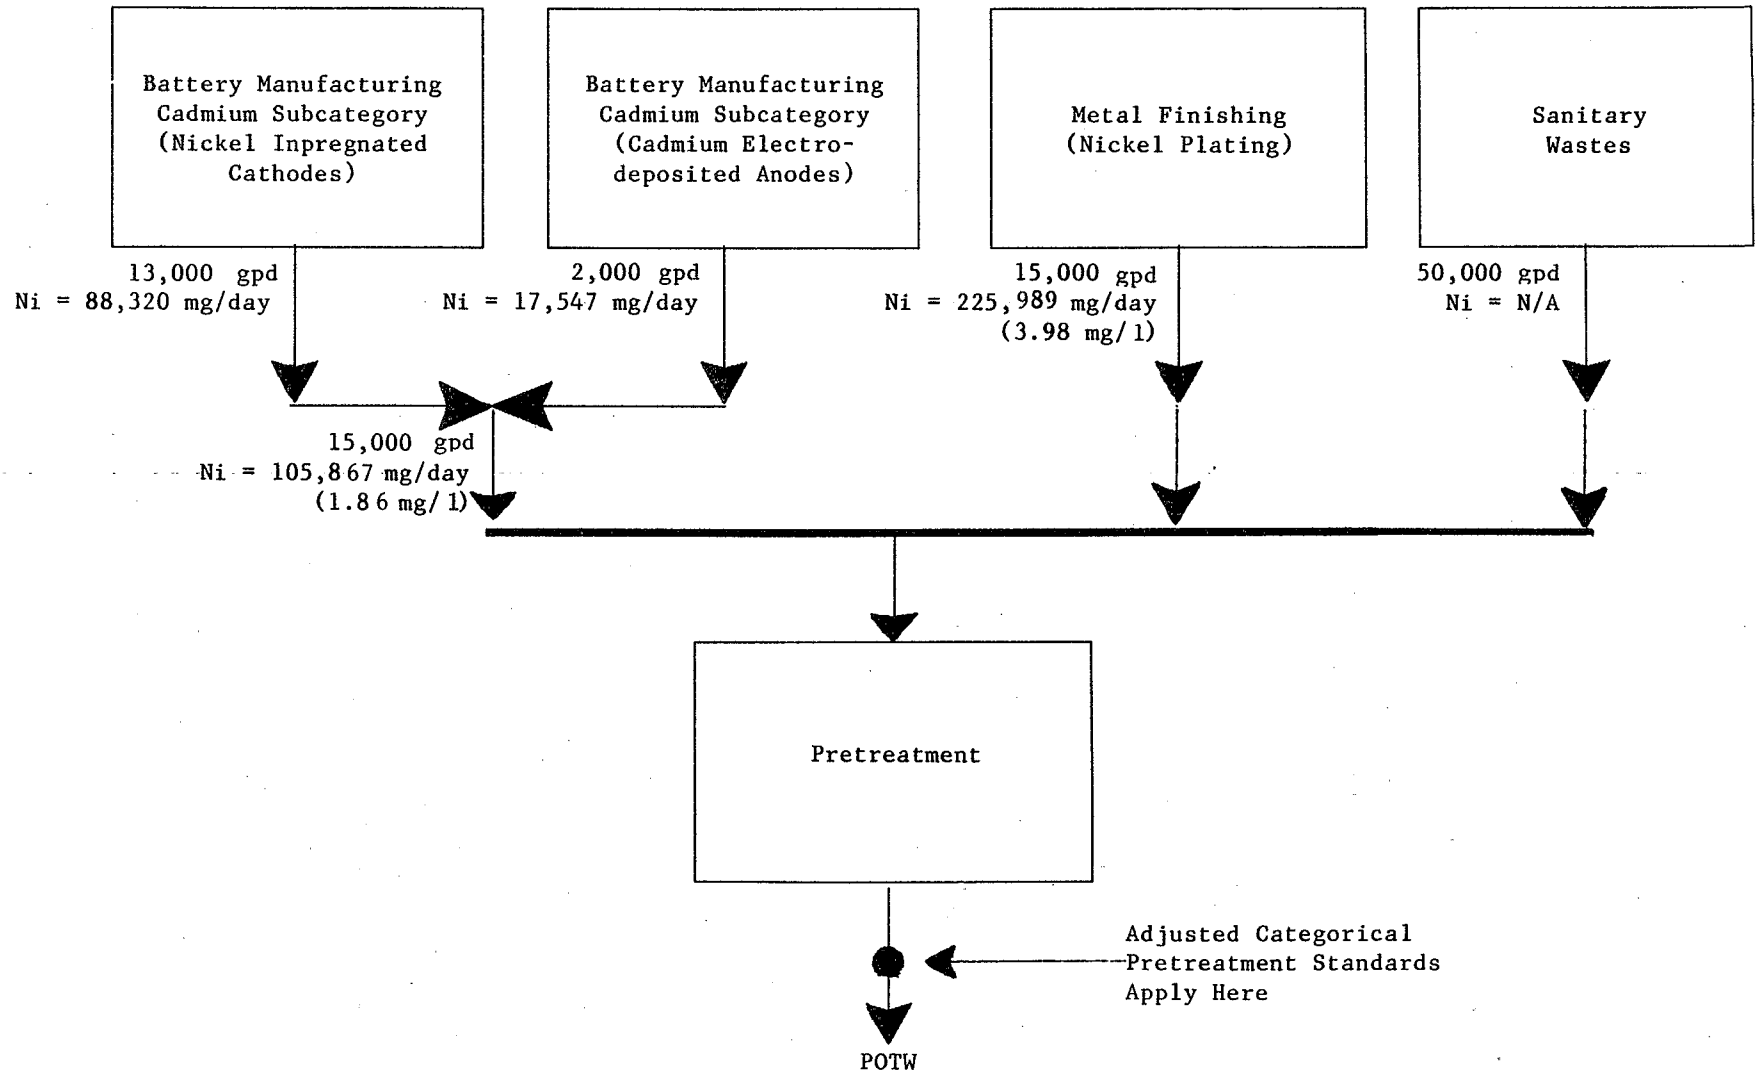 Battery Manufacturing
Cadmium Subcategory
(Nickel Inpregnated
Cathodes)
Battery Manufacturing
Cadmium Subcategory
(Cadmium Electro-
deposited Anodes)
Metal Finishing
(Nickel Plating)
Sanitary
Wastes
13,000 gpd
Ni = 88,320 mg/day
2,000 gpd
Ni = 17,547 mg/day
15,000 gpd
Ni = 225,989 mg/day
(3.98 mg/l)
50,000 gpd
Ni = N/A
15,000 gpd
Ni = 105,867 mg/day
(1.86 mg/l)
Pretreatment
Adjusted Categorical
Pretreatment Standards
Apply Here
POTW